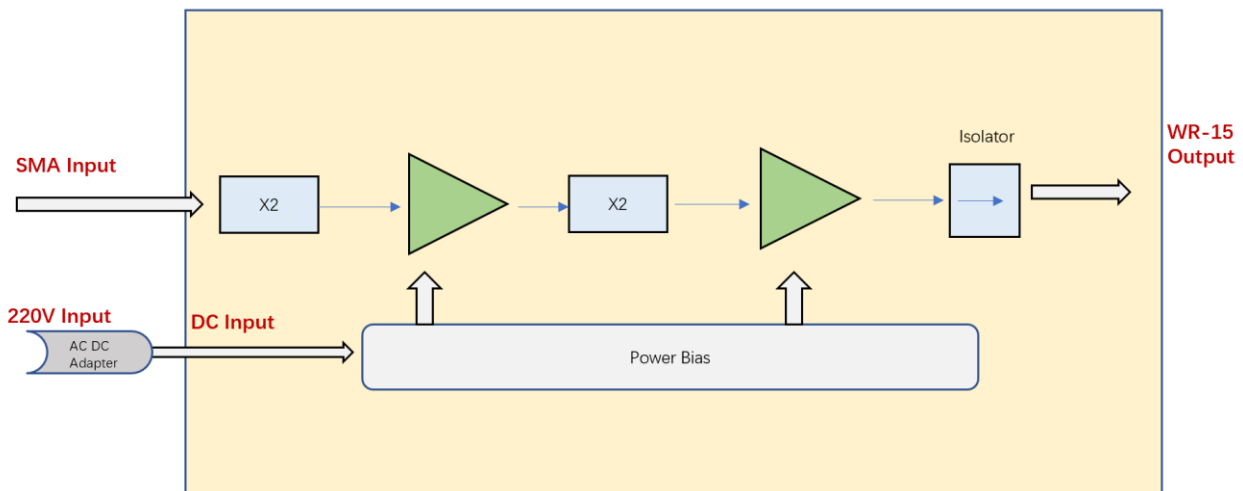 WR-15
Output
Isolator
SMA Input
X2
X2
220V Input
DC Input
AC DC
Adapter
Power Bias